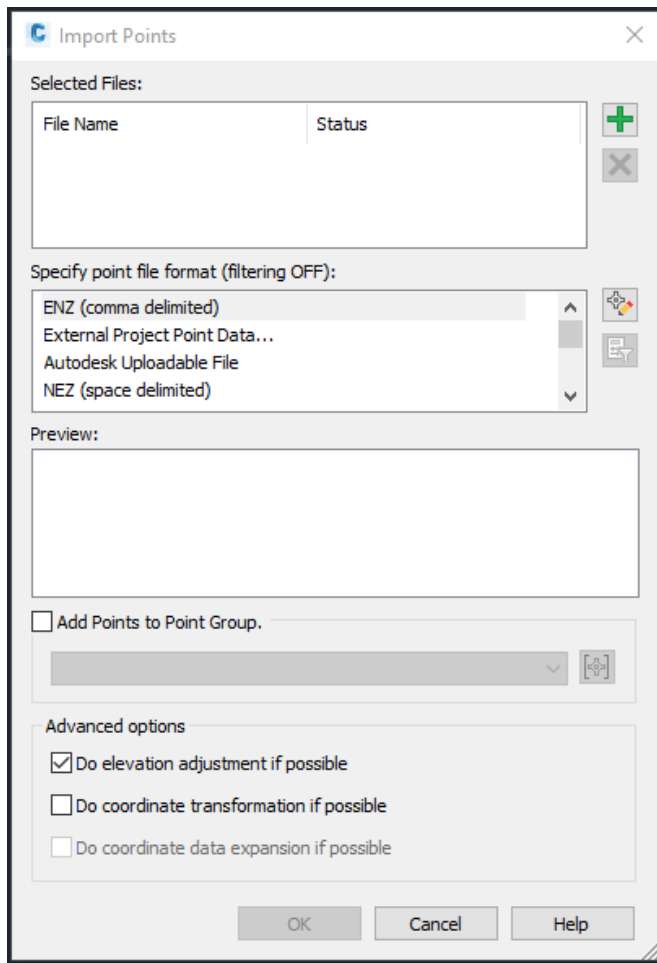 Import Points
Selected Files:
File Name Status
Specify point file format (filtering OFF):
ENZ (comma delimited)
External Project Point Data...
Autodesk Uploadable File
NEZ (space delimited)
Preview:
Add Points to Point Group.
Advanced options
Do elevation adjustment if possible
Do coordinate transformation if possible
Do coordinate data expansion if possible
OK Cancel Help